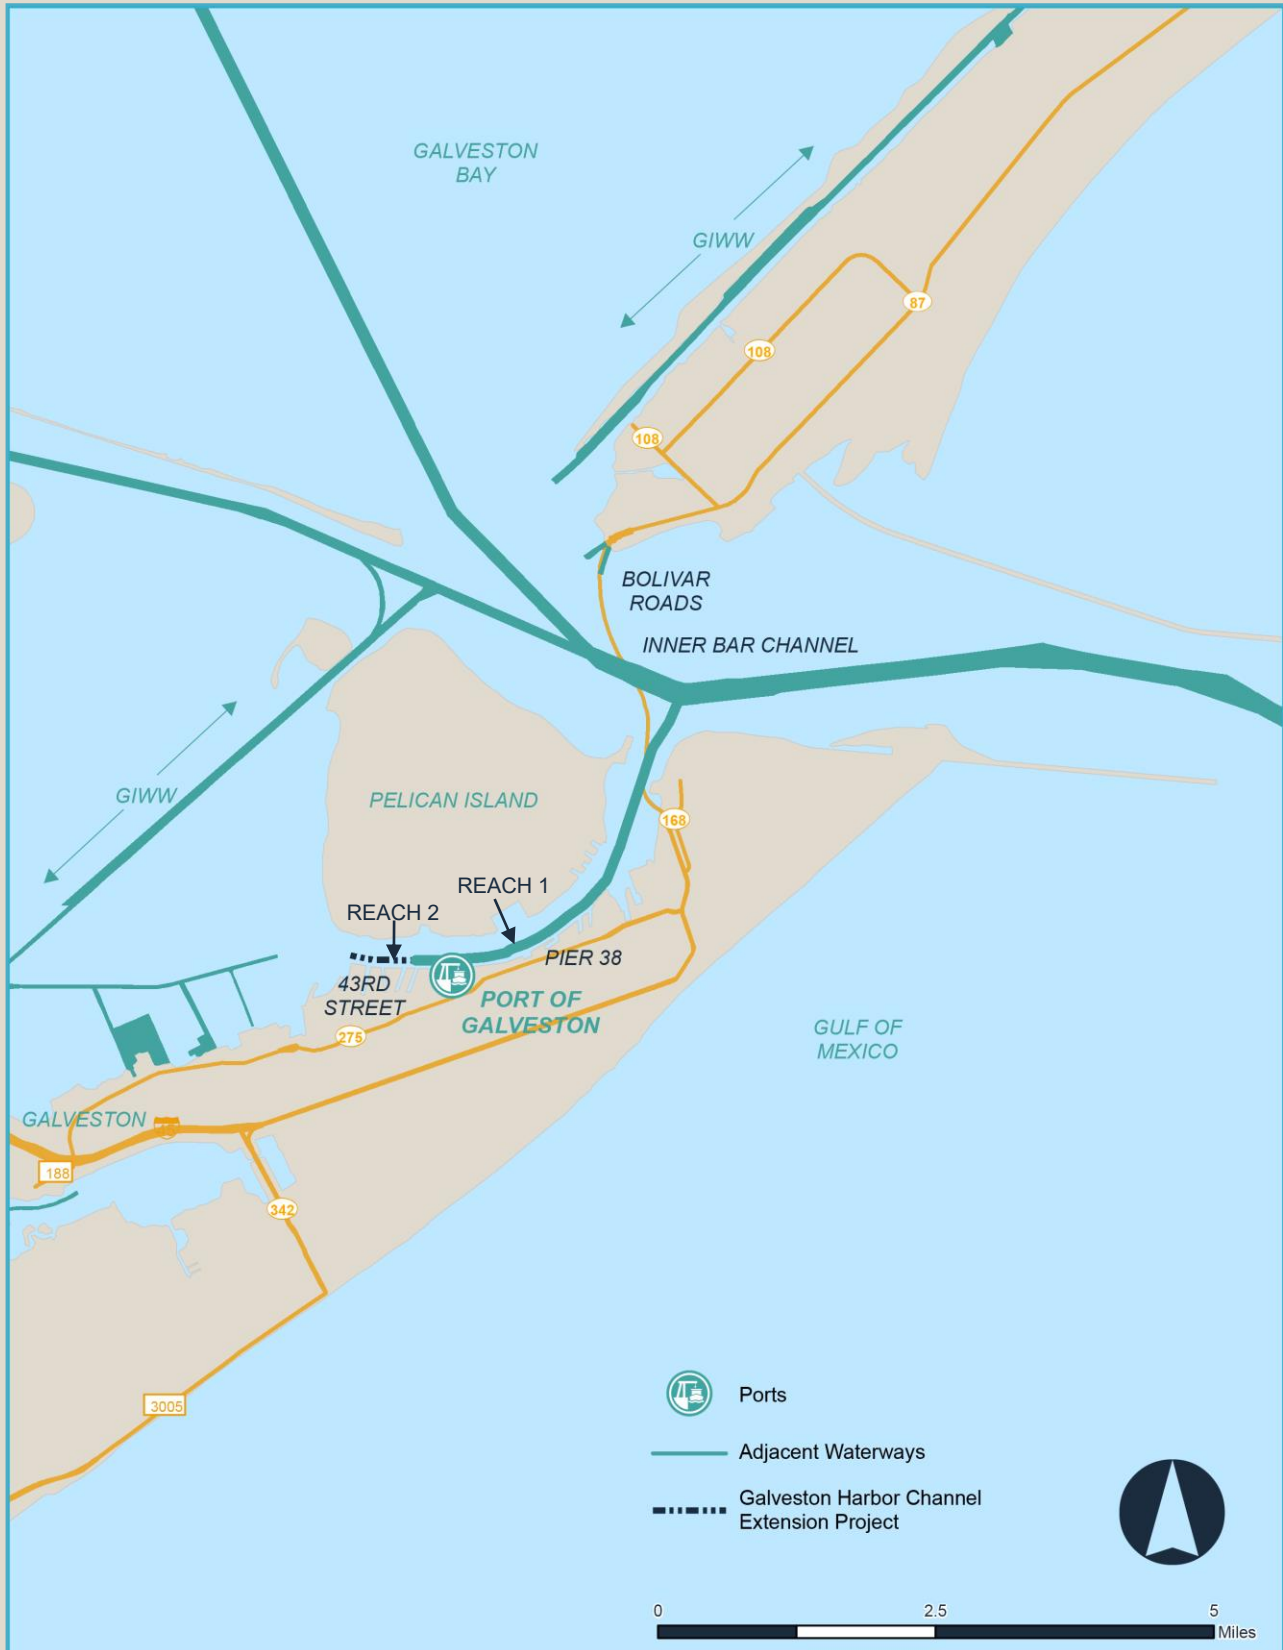 GALVESTON
BAY
GIWW
87
108
108
BOLIVAR
ROADS
INNER BAR CHANNEL
GIWW
PELICAN ISLAND
168
REACH 1
REACH 2
PIER 38
43RD
STREET
PORT OF
GALVESTON
275
GULF OF
MEXICO
GALVESTON
45
188
342
3005
Ports
Adjacent Waterways
Galveston Harbor Channel
Extension Project
0 2.5 5
Miles